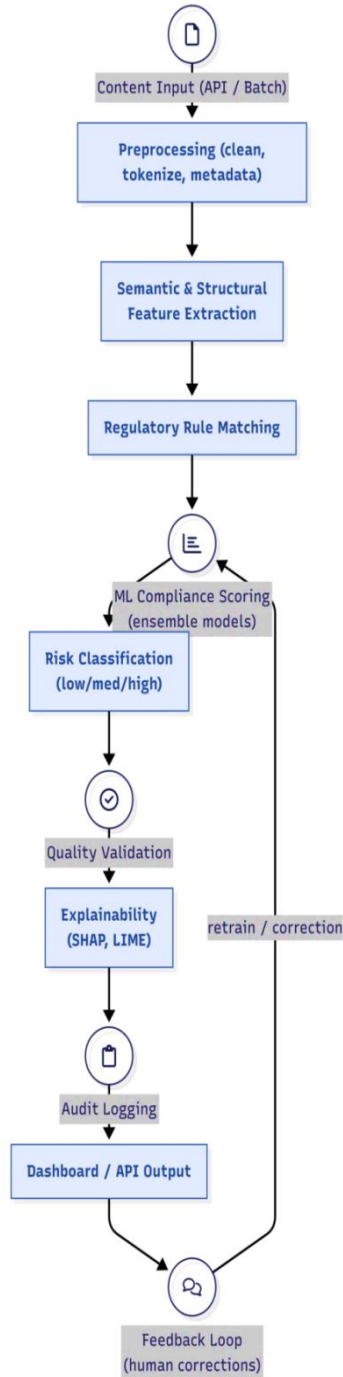 Content Input (API / Batch)
Preprocessing (clean,
tokenize, metadata)
Semantic & Structural
Feature Extraction
Regulatory Rule Matching
ML Compliance Scoring
(ensemble models)
Risk Classification
(low/med/high)
Quality Validation
Explainability
(SHAP, LIME)
retrain / correction
Audit Logging
Dashboard / API Output
Feedback Loop
(human corrections)